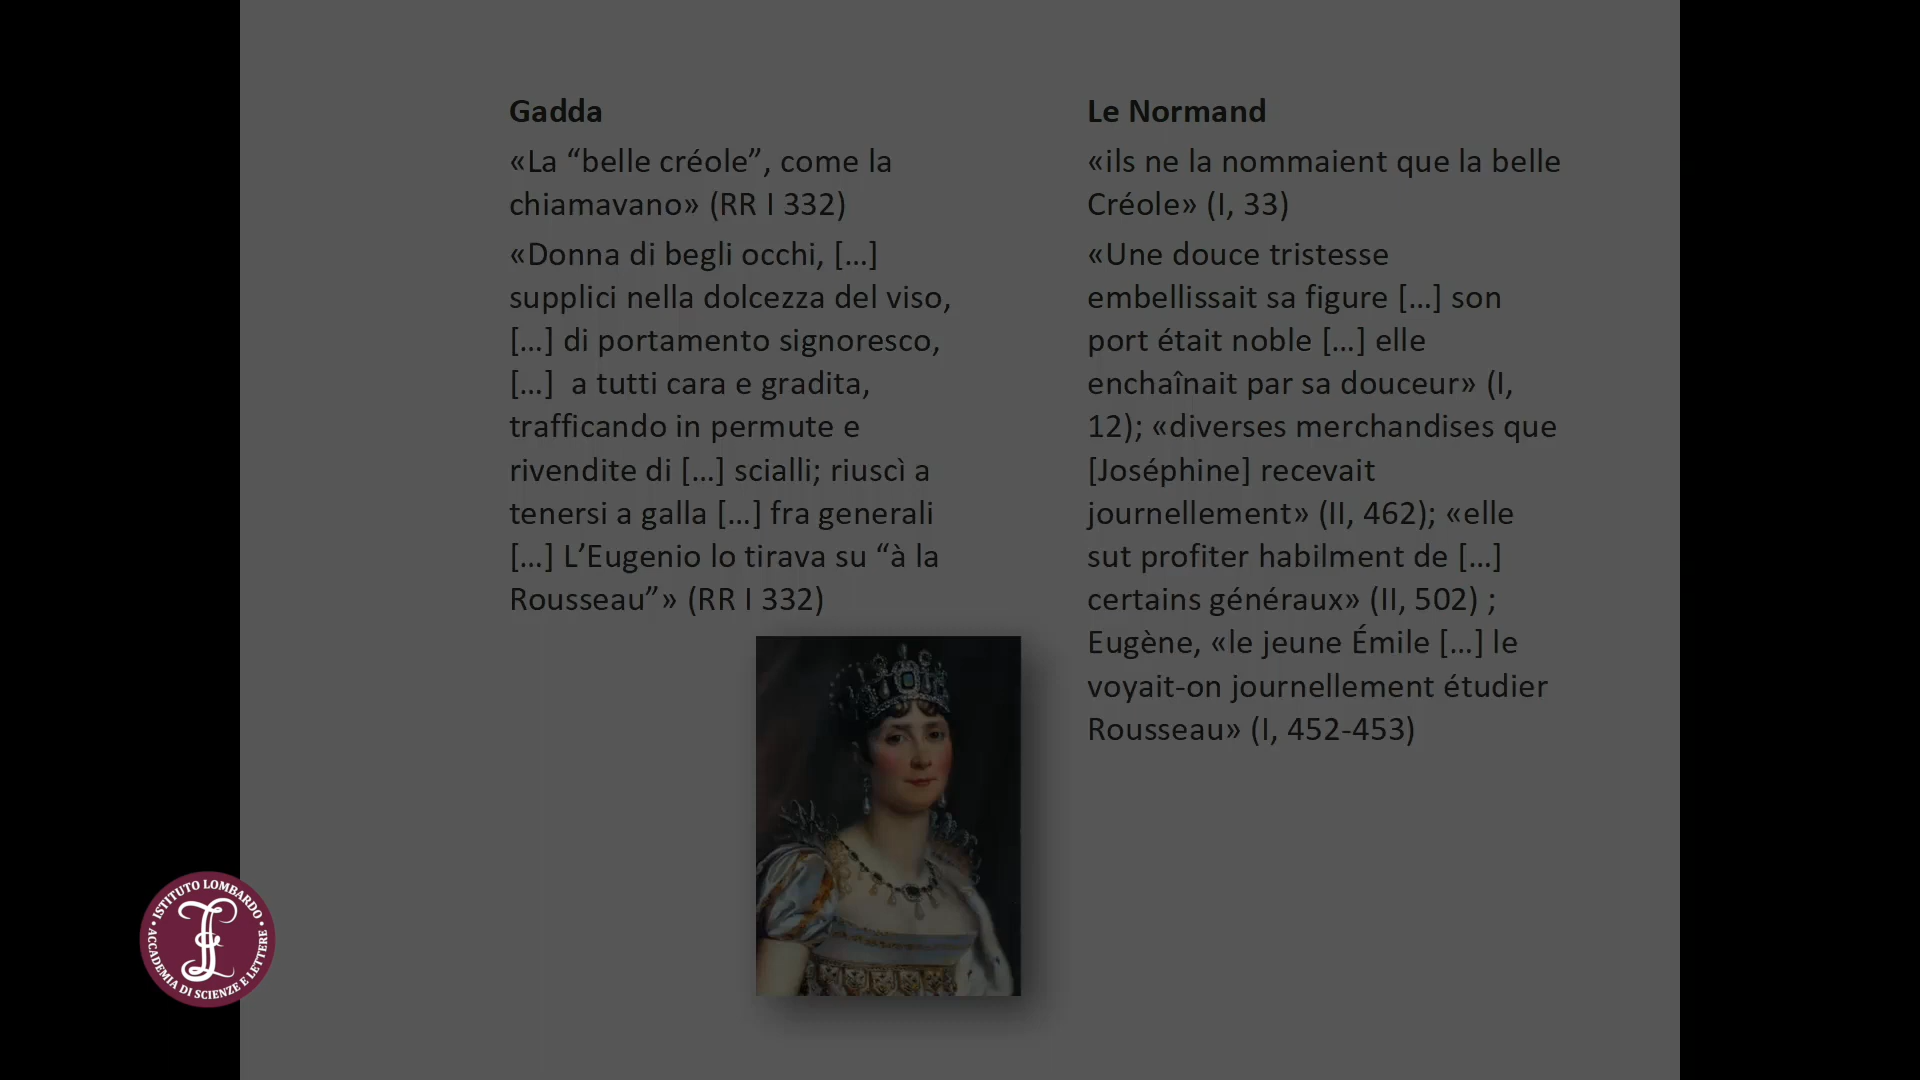 Gadda
«La “belle créole”, come la
chiamavano» (RR I 332)
«Donna di begli occhi, [...]
supplici nella dolcezza del viso,
[...] di portamento signoresco,
[...]  a tutti cara e gradita,
trafficando in permute e
rivendite di [...] scialli; riuscì a
tenersi a galla [...] fra generali
[...] L’Eugenio lo tirava su “à la
Rousseau”» (RR I 332)
Le Normand
«ils ne la nommaient que la belle
Créole» (I, 33)
«Une douce tristesse
embellissait sa figure [...] son
port était noble [...] elle
enchaînait par sa douceur» (I,
12); «diverses merchandises que
[Joséphine] recevait
journellement» (II, 462); «elle
sut profiter habilment de [...]
certains généraux» (II, 502) ;
Eugène, «le jeune Émile [...] le
voyait-on journellement étudier
Rousseau» (I, 452-453)
ISTITUTO LOMBARDO
ACCADEMIA DI SCIENZE E LETTERE